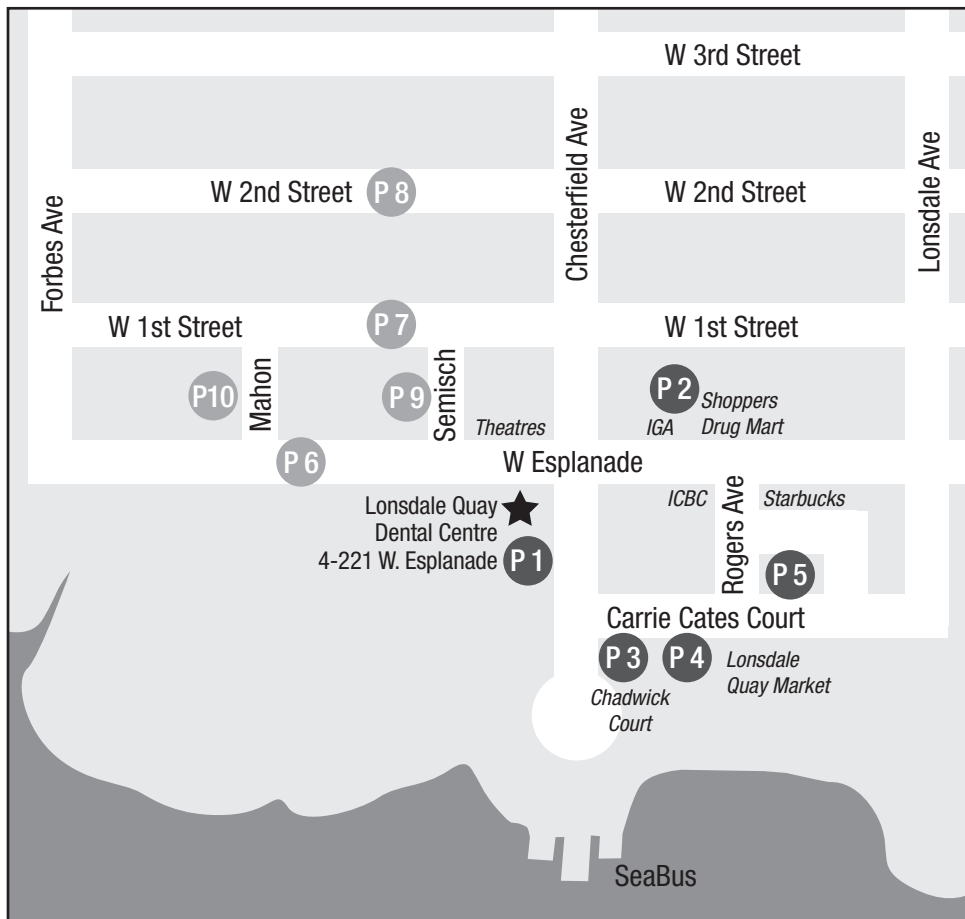 W 3rd Street
Chesterfield Ave
Lonsdale Ave
Forbes Ave
W 2nd Street
P 8
W 2nd Street
W 1st Street
P 7
W 1st Street
P10
Mahon
P 9
Semisch
Theatres
P 2
Shoppers
Drug Mart
IGA
P 6
W Esplanade
Lonsdale Quay
Dental Centre
4-221 W. Esplanade
P 1
ICBC
Rogers Ave
Starbucks
P 5
Carrie Cates Court
P 3
P 4
Lonsdale
Quay Market
Chadwick
Court
SeaBus